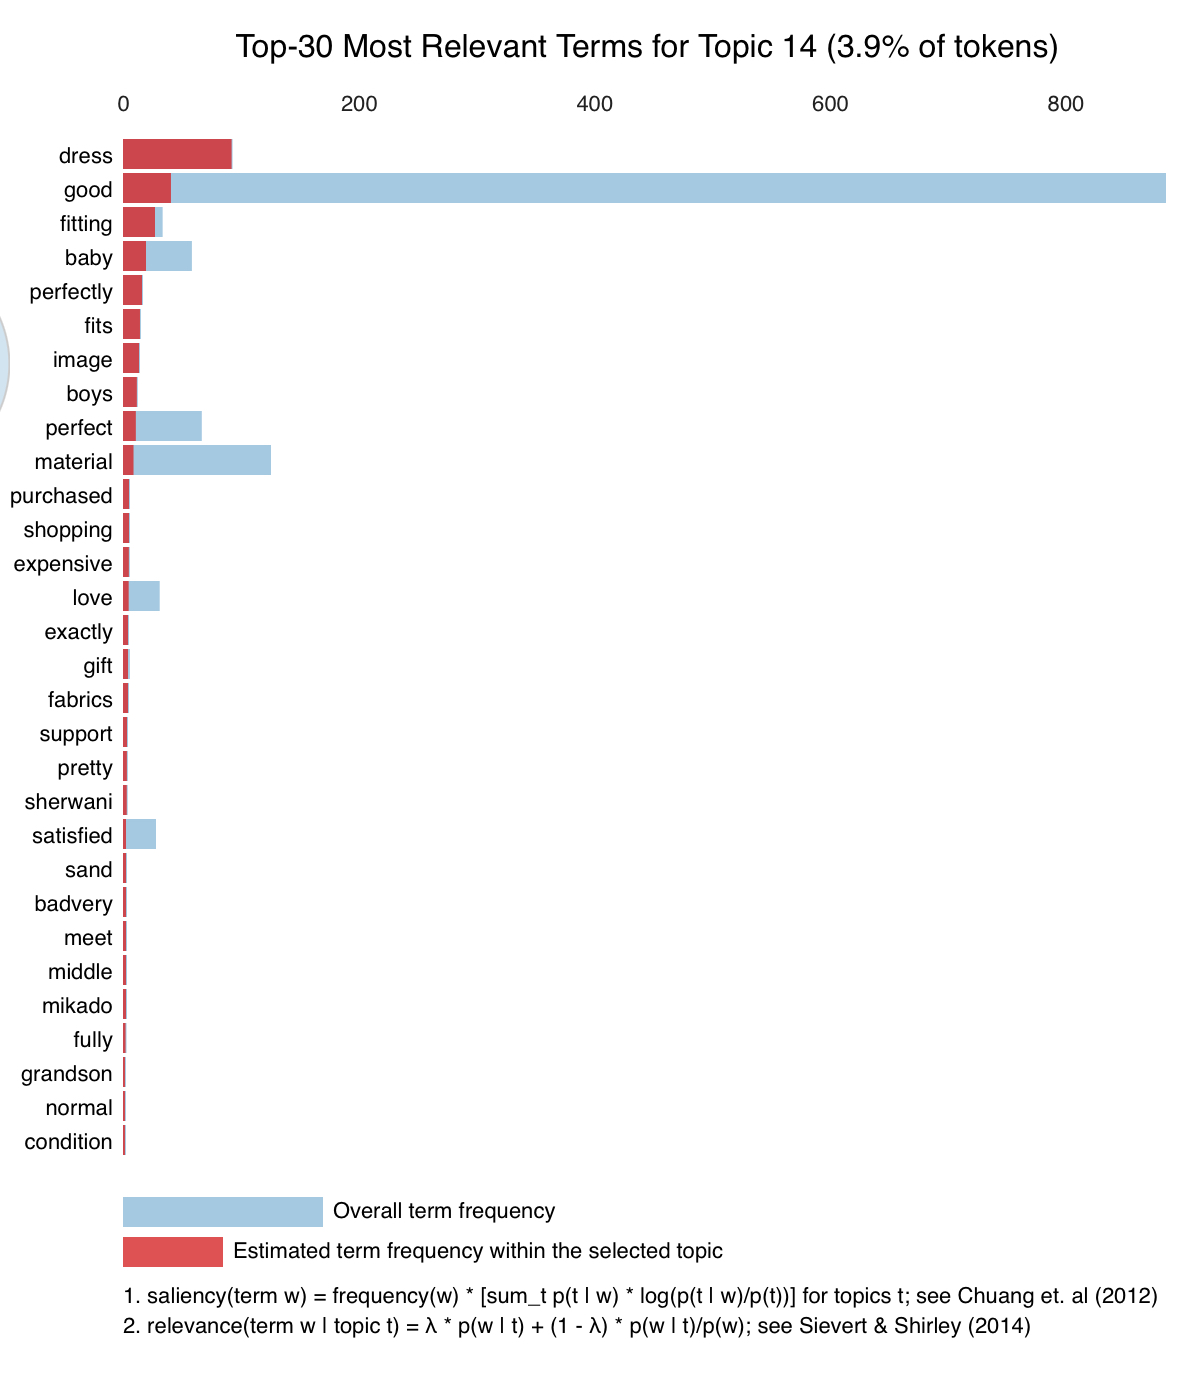 Top-30 Most Relevant Terms for Topic 14 (3.9% of tokens)
0 200 400 600 800
dress
good
fitting
baby
perfectly
fits
image
boys
perfect
material
purchased
shopping
expensive
love
exactly
gift
fabrics
support
pretty
sherwani
satisfied
sand
badvery
meet
middle
mikado
fully
grandson
normal
condition
Overall term frequency
Estimated term frequency within the selected topic
1. saliency(term w) = frequency(w) * [sum_t p(t | w) * log(p(t | w)/p(t))] for topics t; see Chuang et. al (2012)
2. relevance(term w | topic t) = λ * p(w | t) + (1 - λ) * p(w | t)/p(w); see Sievert & Shirley (2014)